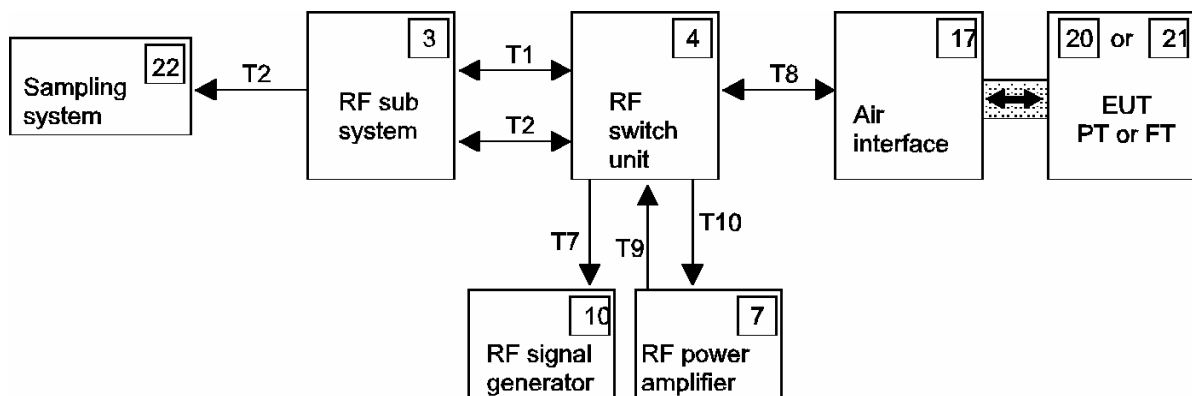 22
Sampling
system
T2
3
RF sub
system
T1
T2
4
RF
switch
unit
T8
17
Air
interface
20 or 21
EUT
PT or FT
T7
T9
T10
10
RF signal
generator
7
RF power
amplifier